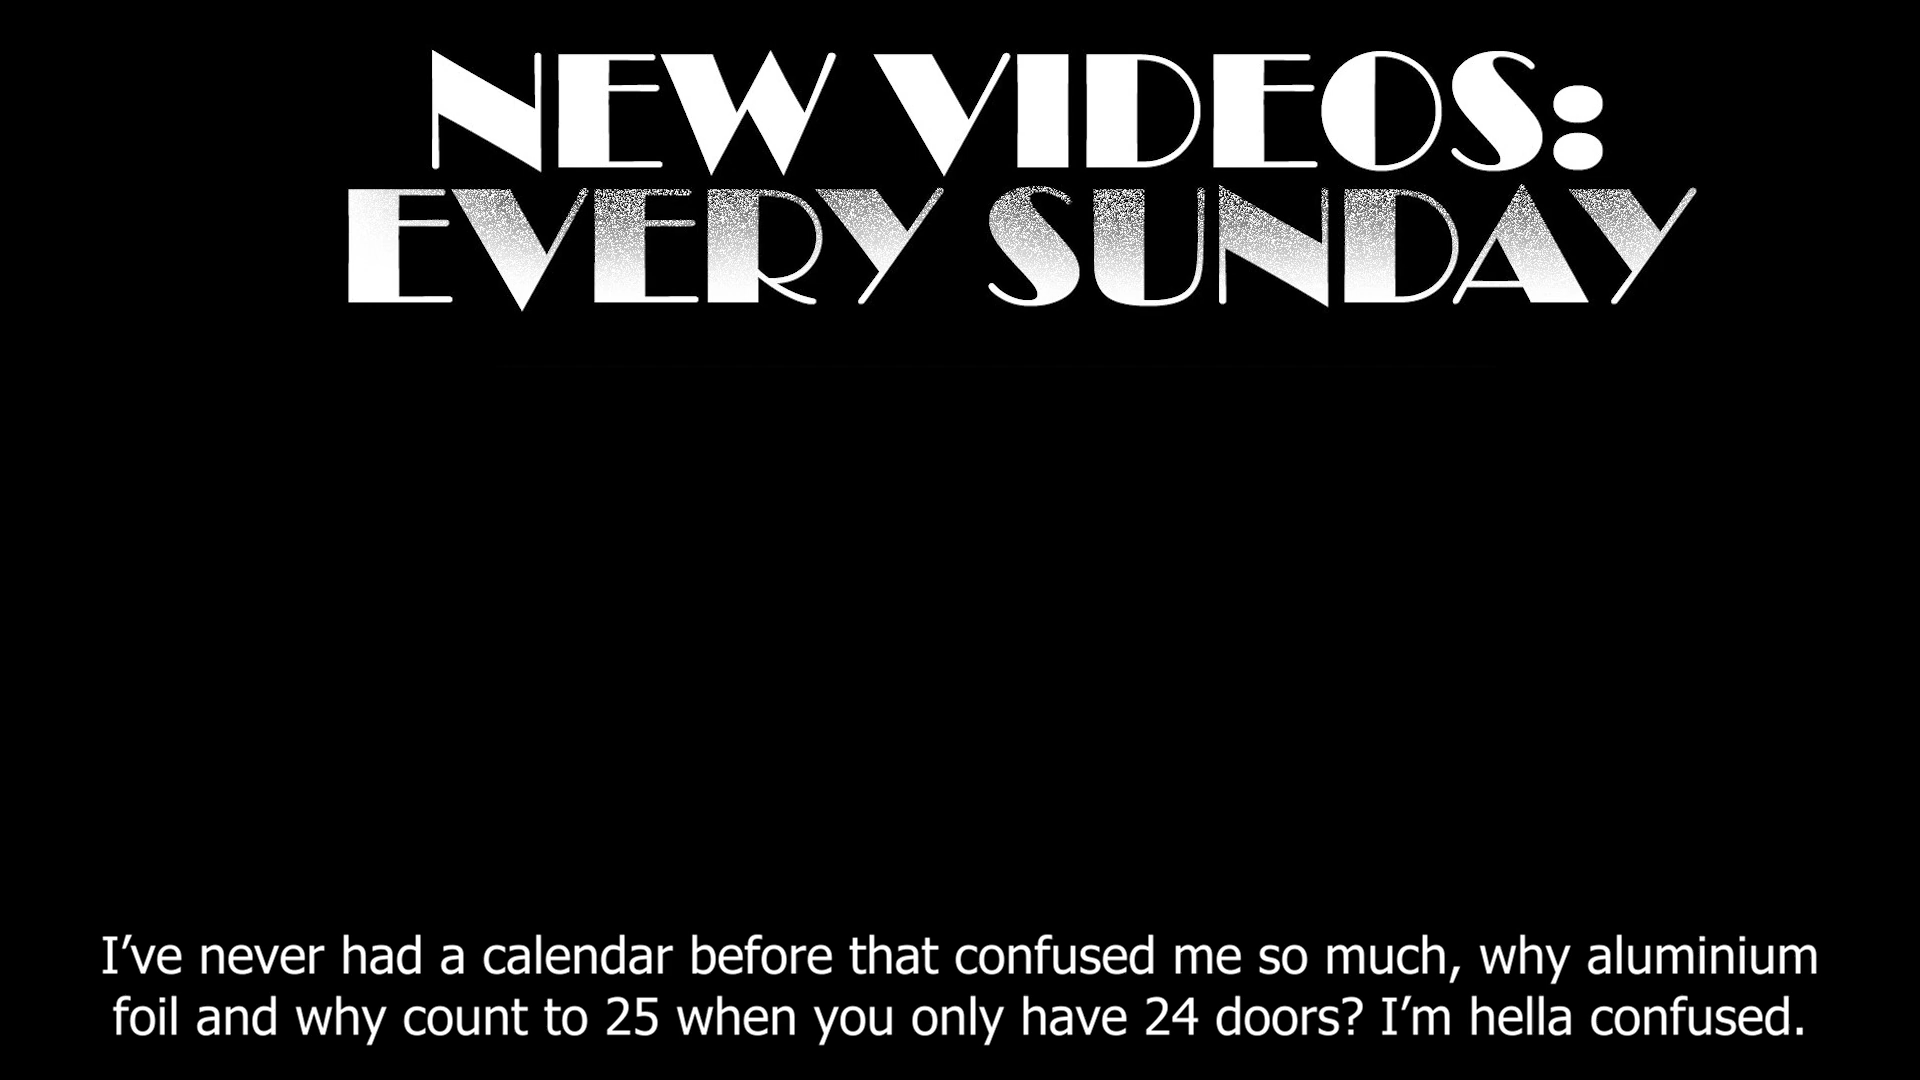 NEW VIDEOS:
EVERY SUNDAY
I’ve never had a calendar before that confused me so much, why aluminium
foil and why count to 25 when you only have 24 doors? I’m hella confused.